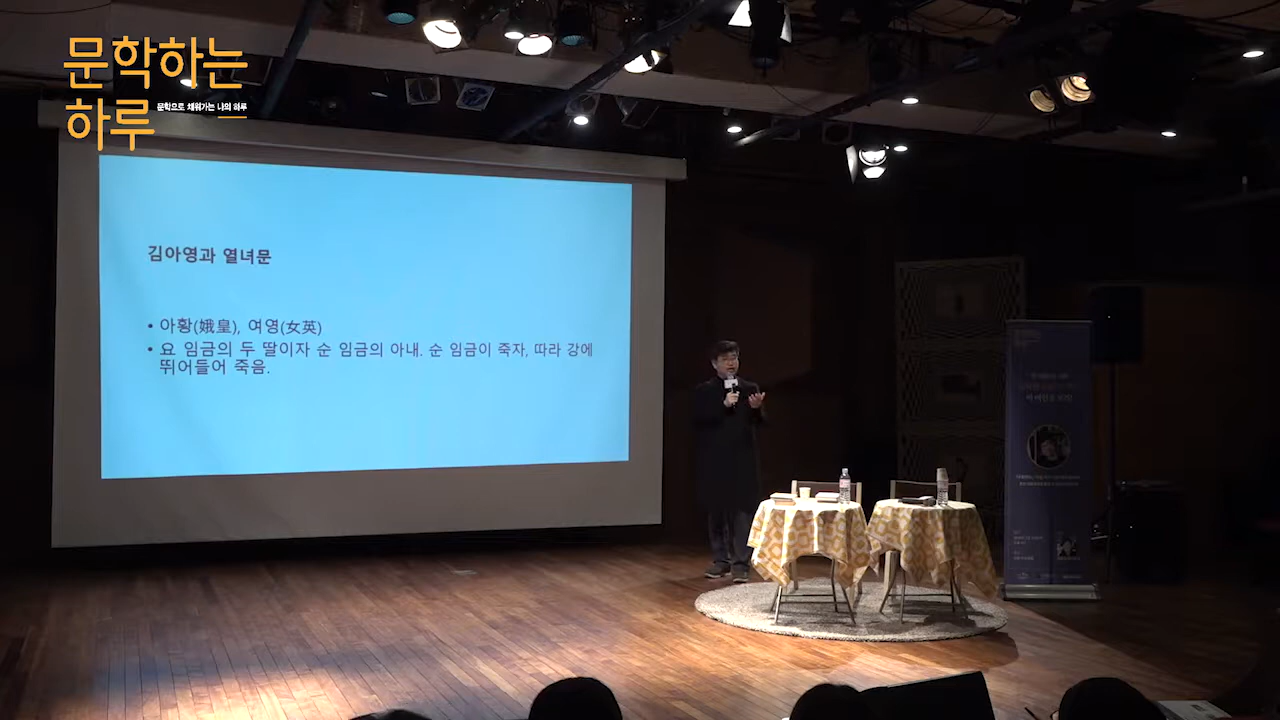 문학하는
하루
문학으로 채워가는 나의 하루
김아영과 열녀문
• 아황(娥皇), 여영(女英)
• 요 임금의 두 딸이자 순 임금의 아내. 순 임금이 죽자, 따라 강에
뛰어들어 죽음.